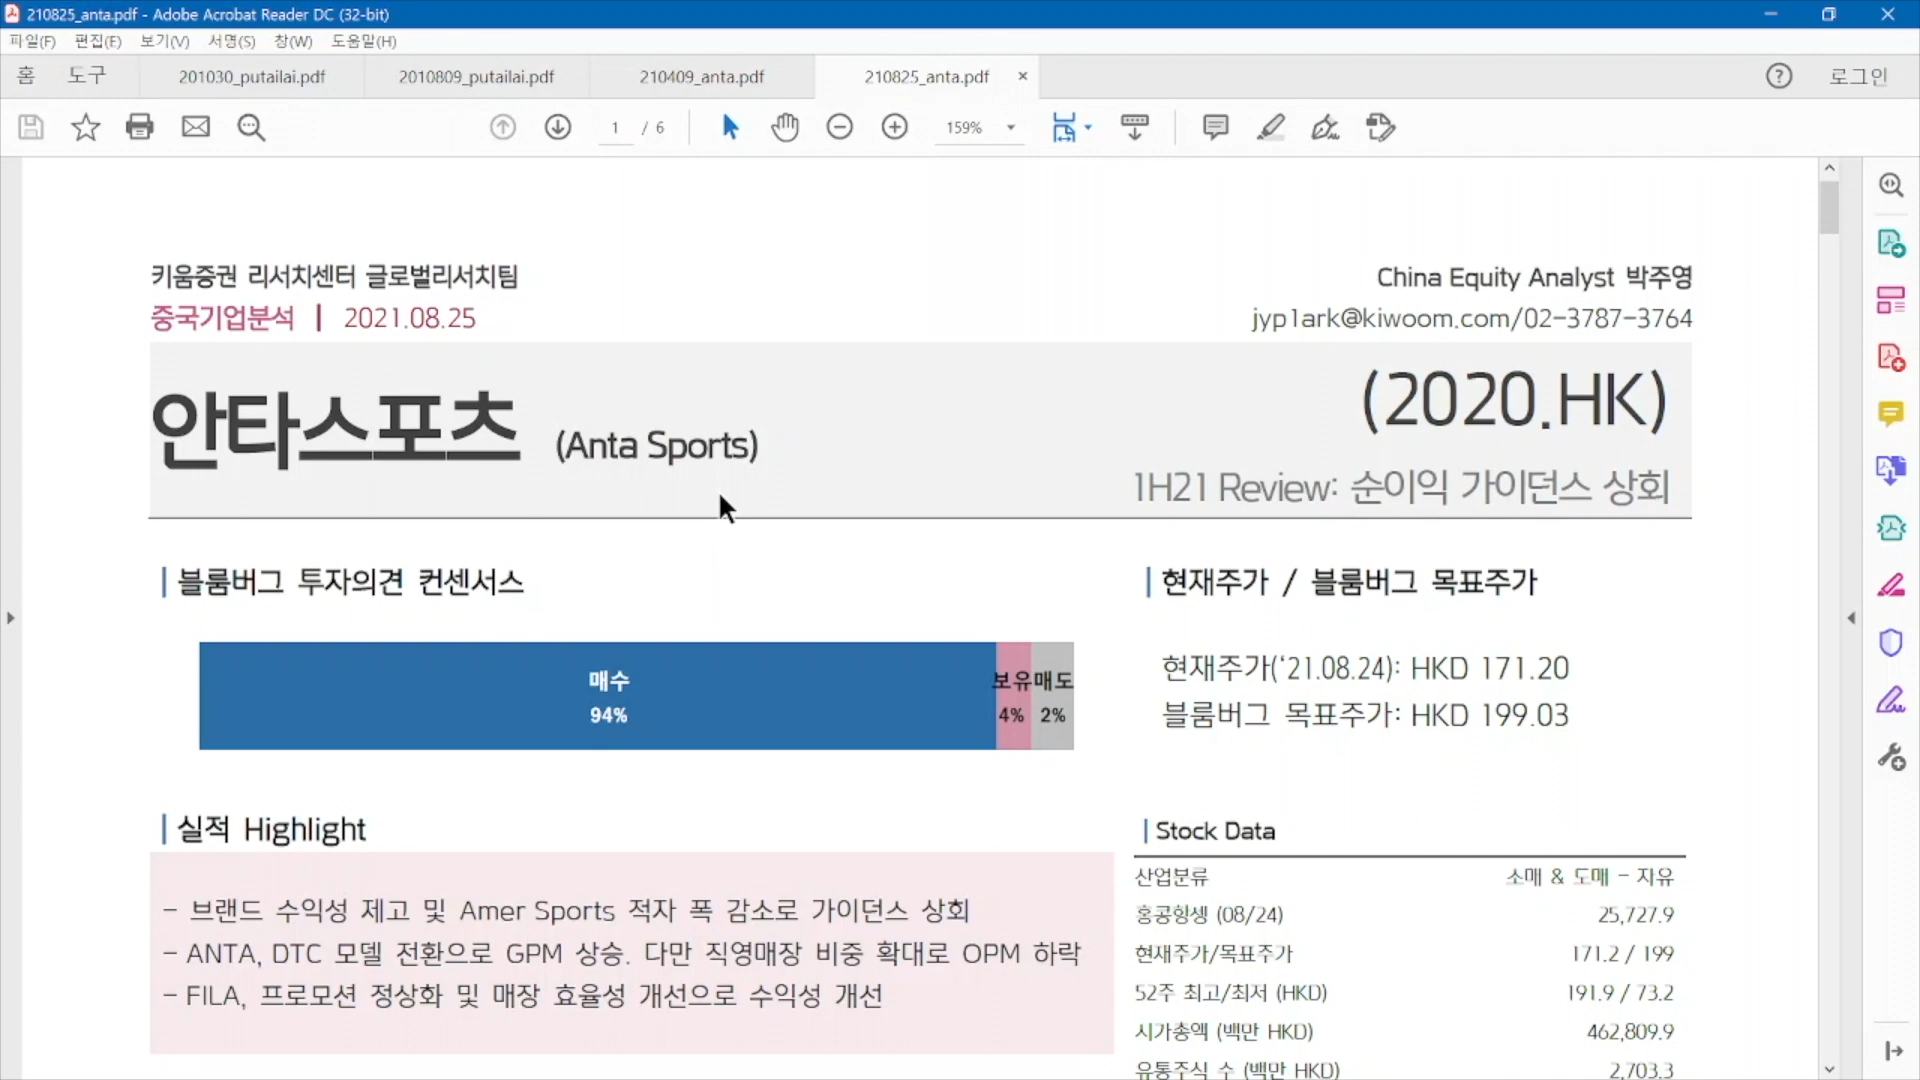 210825_anta.pdf - Adobe Acrobat Reader DC (32-bit)
파일(F) 편집(E) 보기(V) 서명(S) 창(W) 도움말(H)
홈 도구 201030_putailai.pdf 2010809_putailai.pdf 210409_anta.pdf 210825_anta.pdf × ? 로그인
1 / 6 159%
키움증권 리서치센터 글로벌리서치팀
중국기업분석 | 2021.08.25
China Equity Analyst 박주영
jyp1ark@kiwoom.com/02-3787-3764
안타스포츠 (Anta Sports)
(2020.HK)
1H21 Review: 순이익 가이던스 상회
블룸버그 투자의견 컨센서스
매수 보유 매도
94% 4% 2%
현재주가 / 블룸버그 목표주가
현재주가('21.08.24): HKD 171.20
블룸버그 목표주가: HKD 199.03
실적 Highlight
- 브랜드 수익성 제고 및 Amer Sports 적자 폭 감소로 가이던스 상회
- ANTA, DTC 모델 전환으로 GPM 상승. 다만 직영매장 비중 확대로 OPM 하락
- FILA, 프로모션 정상화 및 매장 효율성 개선으로 수익성 개선
Stock Data
산업분류 소매 & 도매 - 자유
홍콩항셍 (08/24) 25,727.9
현재주가/목표주가 171.2 / 199
52주 최고/최저 (HKD) 191.9 / 73.2
시가총액 (백만 HKD) 462,809.9
유통주식 수 (백만 HKD) 2,703.3